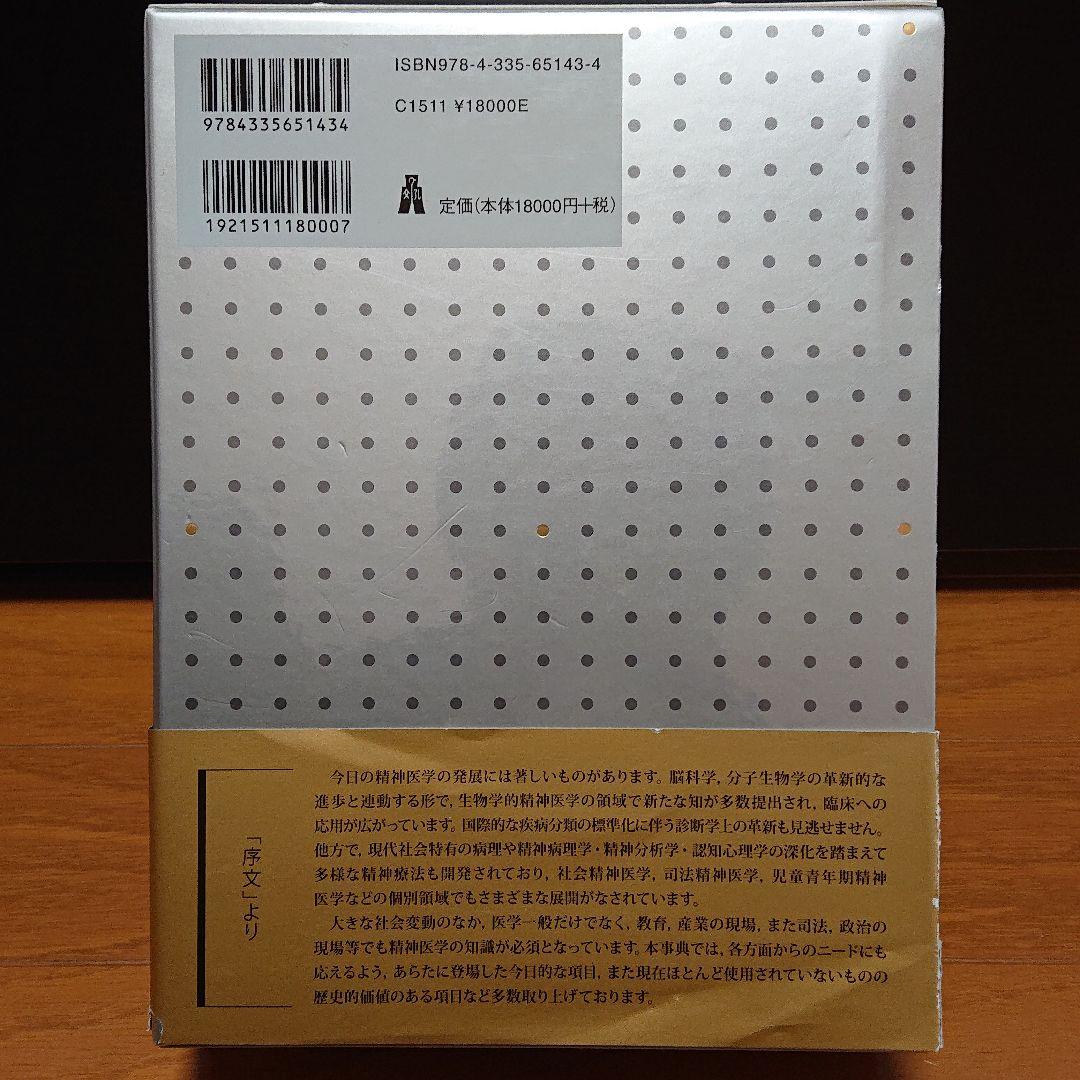 ISBN978-4-335-65143-4
C1511 ¥18000E
9784335651434
1921511180007
定価(本体18000円+税)
「序文」より
今日の精神医学の発展には著しいものがあります。脳科学，分子生物学の革新的な
進歩と連動する形で，生物学的精神医学の領域で新たな知が多数提出され，臨床への
応用が広がっています。国際的な疾病分類の標準化に伴う診断学上の革新も見逃せません。
他方で，現代社会特有の病理や精神病理学・精神分析学・認知心理学の深化を踏まえて
多様な精神療法も開発されており，社会精神医学，司法精神医学，児童青年期精神
医学などの個別領域でもさまざまな展開がなされています。
大きな社会変動のなか，医学一般だけでなく，教育，産業の現場，また司法，政治の
現場等でも精神医学の知識が必須となっています。本事典では，各方面からのニードにも
応えるよう，あらたに登場した今日的な項目，また現在ほとんど使用されていないものの
歴史的価値のある項目など多数取り上げております。